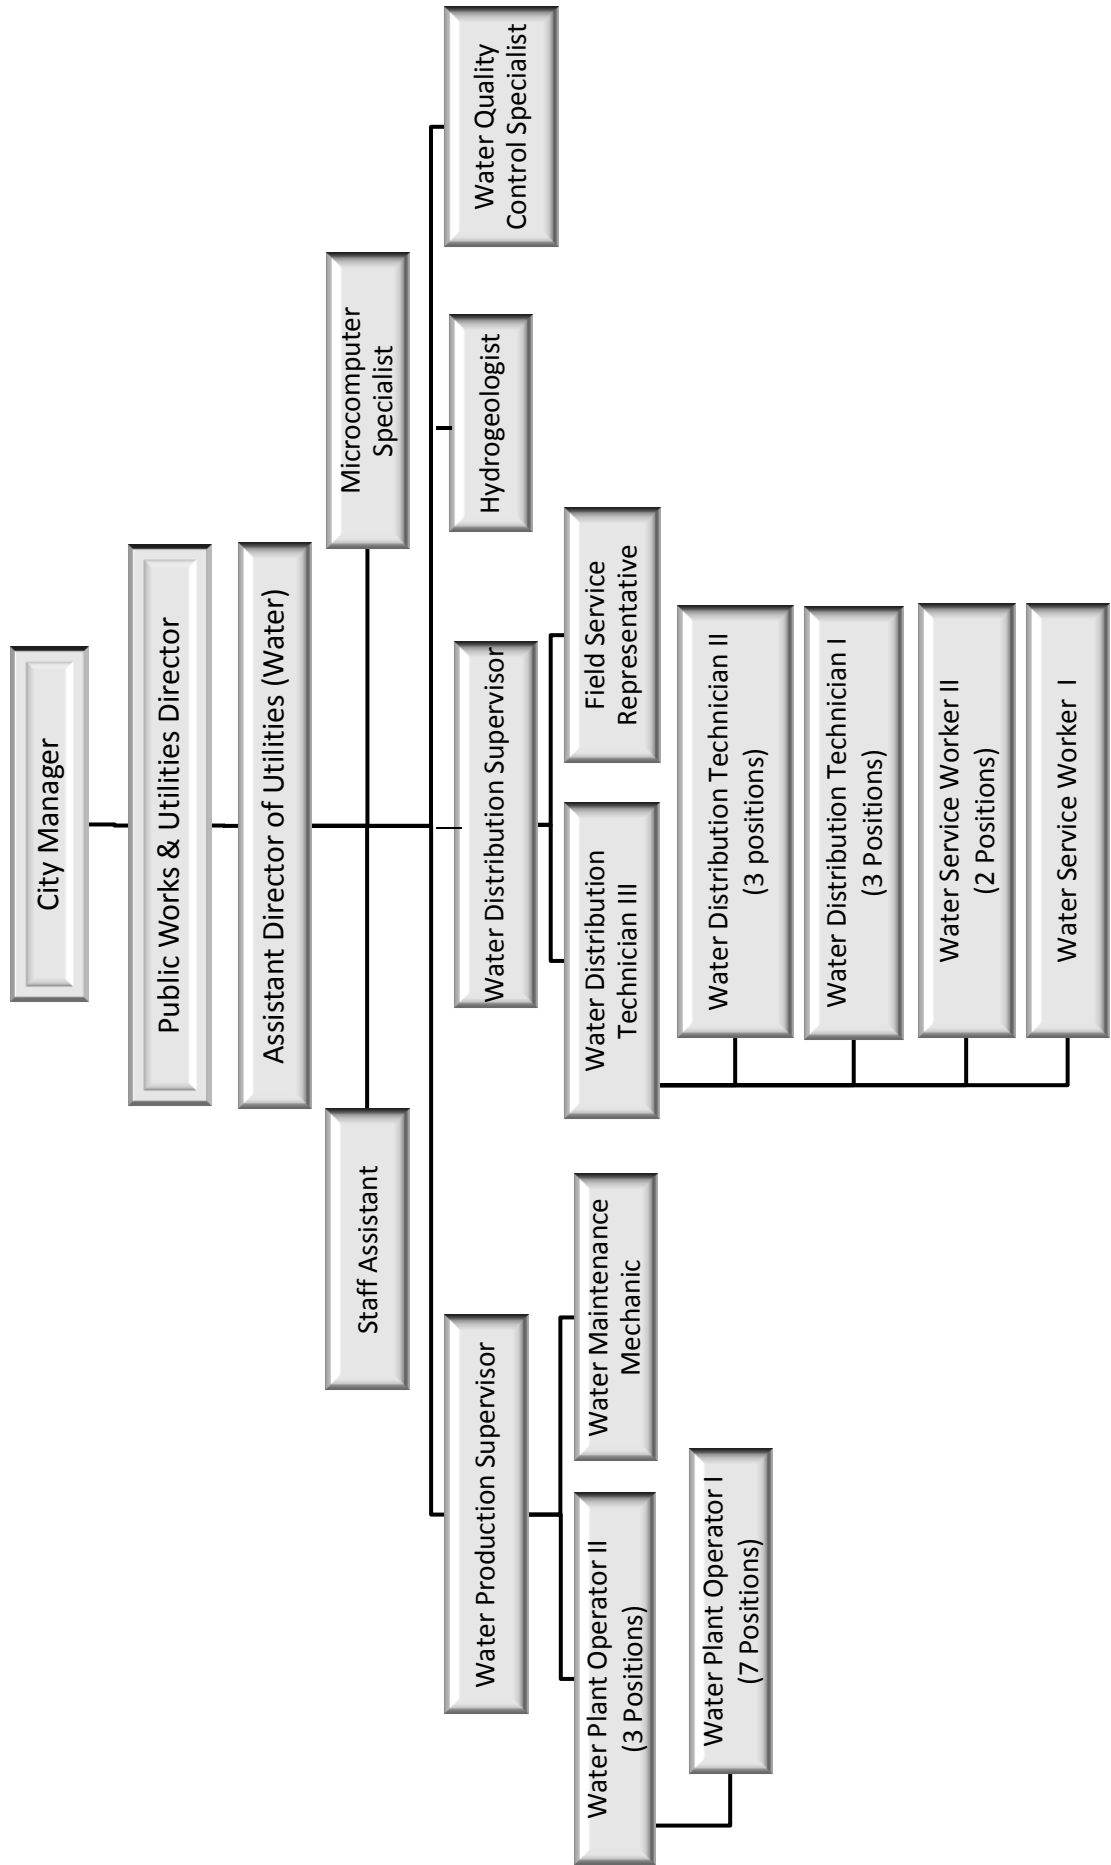 City Manager
Public Works & Utilities Director
Assistant Director of Utilities (Water)
Staff Assistant
Microcomputer
Specialist
Water Production Supervisor
Water Distribution Supervisor
Hydrogeologist
Water Quality
Control Specialist
Water Plant Operator II
(3 Positions)
Water Maintenance
Mechanic
Water Distribution
Technician III
Field Service
Representative
Water Plant Operator I
(7 Positions)
Water Distribution Technician II
(3 positions)
Water Distribution Technician I
(3 Positions)
Water Service Worker II
(2 Positions)
Water Service Worker I